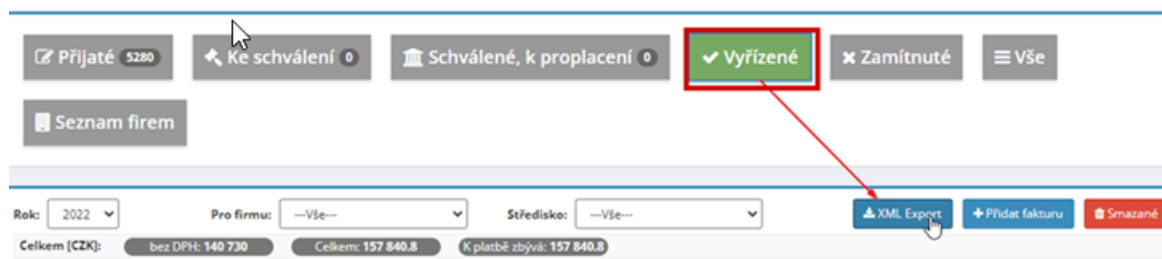 Přijaté 5280 Ke schválení 0 Schválené, k proplacení 0 Vyřízené Zamítnuté Vše
Seznam firem
Rok: 2022 Pro firmu: ---Vše--- Středisko: ---Vše--- XML Export Přidat fakturu Smazané
Celkem [CZK]: bez DPH: 140 730 Celkem: 157 840.8 K platbě zbývá: 157 840.8